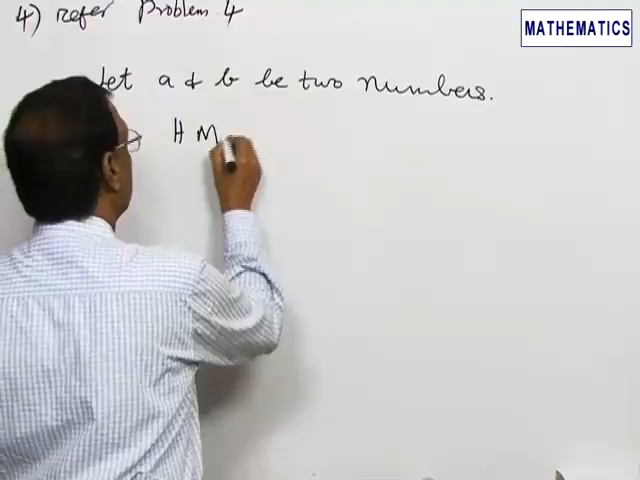 4) Refer Problem 4
MATHEMATICS
Let a & b be two numbers.
H M